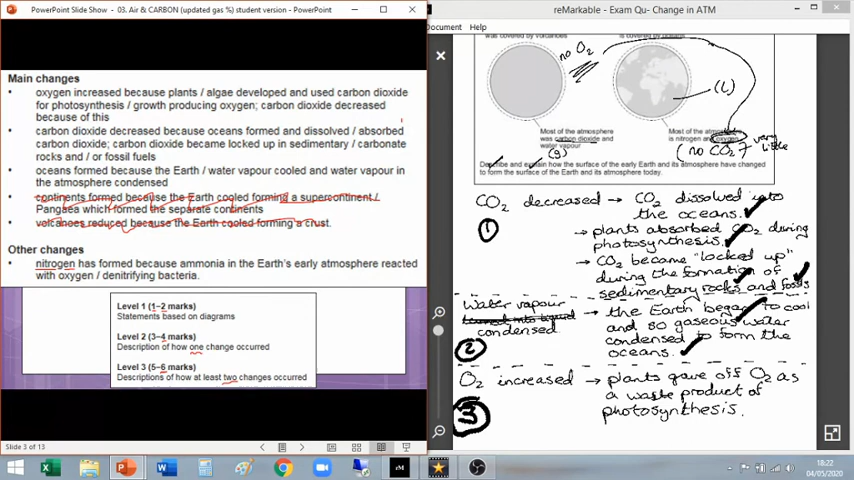 03. Air & CARBON (updated gas %) student version - PowerPoint
PowerPoint Slide Show -
Main changes
• oxygen increased because plants / algae developed and used carbon dioxide
for photosynthesis / growth producing oxygen; carbon dioxide decreased
because of this
• carbon dioxide decreased because oceans formed and dissolved / absorbed
carbon dioxide; carbon dioxide became locked up in sedimentary / carbonate
rocks and / or fossil fuels
• oceans formed because the Earth / water vapour cooled and water vapour in
the atmosphere condensed
• continents formed because the Earth cooled forming a supercontinent /
Pangaea which formed the separate continents
• volcanoes reduced because the Earth cooled forming a crust.
Other changes
• nitrogen has formed because ammonia in the Earth's early atmosphere reacted
with oxygen / denitrifying bacteria.
Level 1 (1–2 marks)
Statements based on diagrams
Level 2 (3–4 marks)
Description of how one change occurred
Level 3 (5–6 marks)
Descriptions of how at least two changes occurred
Slide 3 of 13
reMarkable - Exam Qu- Change in ATM
Document Help
was covered by volcanoes
is covered by oceans
no O2
(L)
Most of the atmosphere
was carbon dioxide and
water vapour
(g)
Most of the atmosphere
is nitrogen and oxygen
(no CO2?
very
little
Describe and explain how the surface of the early Earth and its atmosphere have changed
to form the surface of the Earth and its atmosphere today.
CO2 decreased → CO2 dissolved into
the oceans.
①
→ plants absorbed CO2 during
photosynthesis.
→ CO2 became "locked up"
during the formation of
sedimentary rocks and fossils
Water vapour → the Earth began to cool
condensed
and so gaseous water
condensed to form the
oceans.
②
O2 increased → plants gave off O2 as
a waste product of
photosynthesis.
③
18:22
04/05/2020